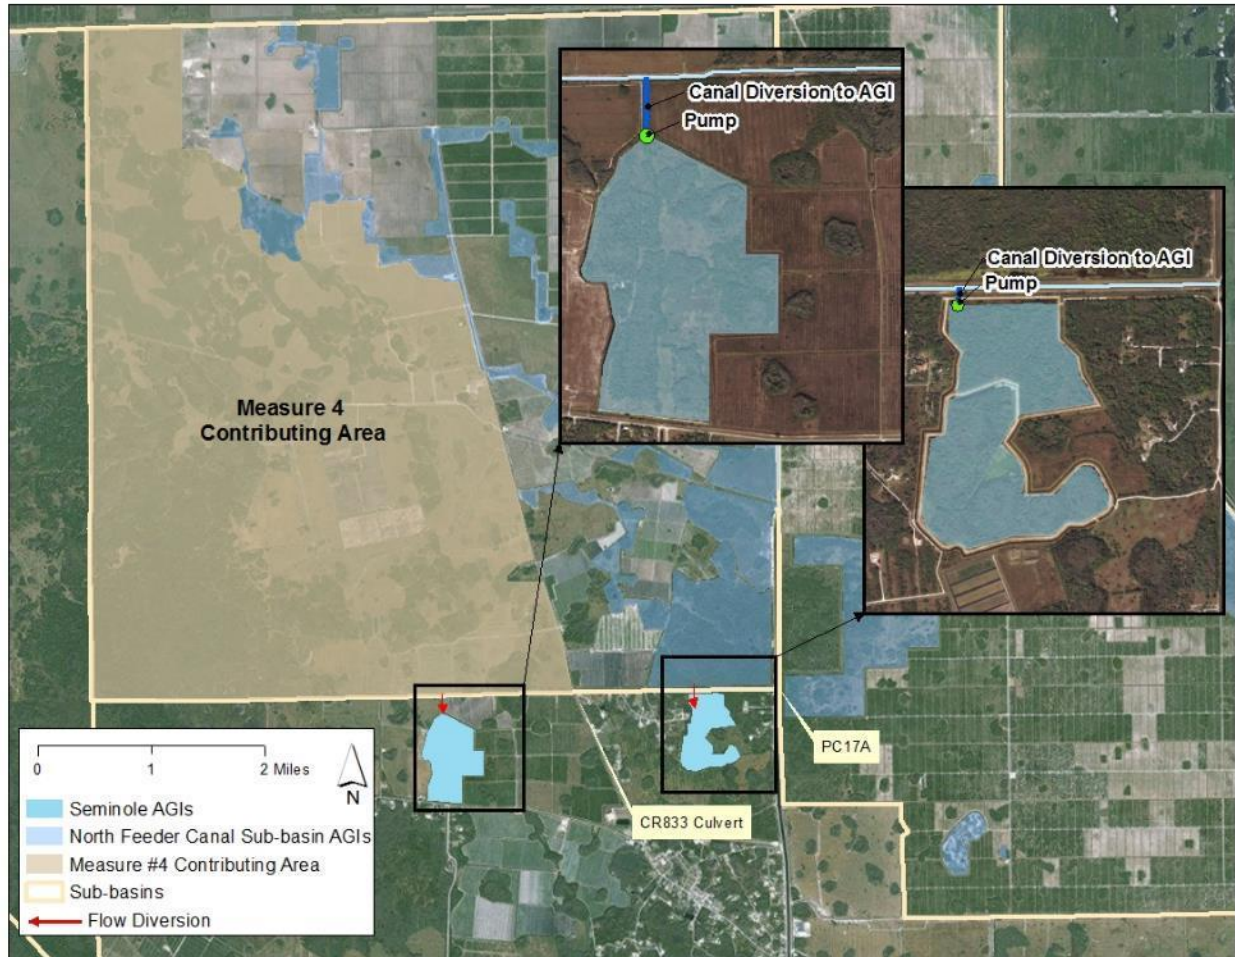 Canal Diversion to AGI
Pump
Canal Diversion to AGI
Pump
Measure 4
Contributing Area
PC17A
CR833 Culvert
0 1 2 Miles
N
Seminole AGIs
North Feeder Canal Sub-basin AGIs
Measure #4 Contributing Area
Sub-basins
Flow Diversion